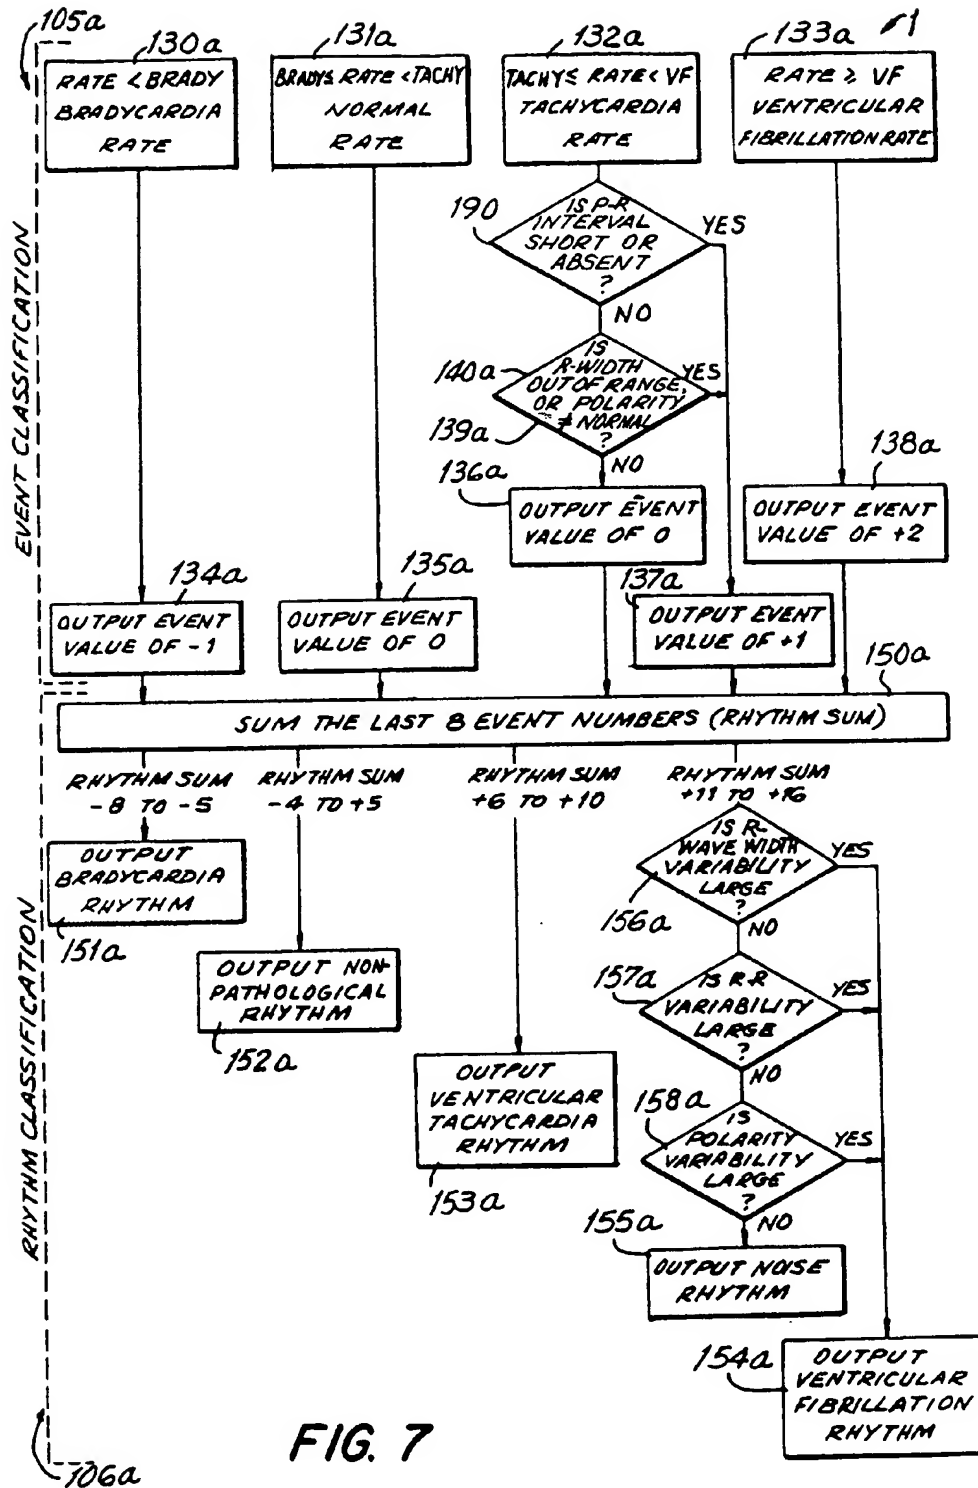 105a
130a
131a
132a
133a
1
RATE < BRADY
BRADYCARDIA
RATE
BRADY≤ RATE < TACHY
NORMAL
RATE
TACHY≤ RATE < VF
TACHYCARDIA
RATE
RATE ≥ VF
VENTRICULAR
FIBRILLATION RATE
EVENT CLASSIFICATION
190
IS P-R
INTERVAL
SHORT OR
ABSENT
?
YES
NO
140a
139a
IS
R-WIDTH
OUT OF RANGE,
OR POLARITY
≠ NORMAL
?
YES
NO
136a
OUTPUT EVENT
VALUE OF 0
138a
OUTPUT EVENT
VALUE OF +2
134a
OUTPUT EVENT
VALUE OF -1
135a
OUTPUT EVENT
VALUE OF 0
137a
OUTPUT EVENT
VALUE OF +1
150a
SUM THE LAST 8 EVENT NUMBERS (RHYTHM SUM)
RHYTHM SUM
-8 TO -5
RHYTHM SUM
-4 TO +5
RHYTHM SUM
+6 TO +10
RHYTHM SUM
+11 TO +16
RHYTHM CLASSIFICATION
OUTPUT
BRADYCARDIA
RHYTHM
151a
OUTPUT NON-
PATHOLOGICAL
RHYTHM
152a
OUTPUT
VENTRICULAR
TACHYCARDIA
RHYTHM
153a
IS R-
WAVE WIDTH
VARIABILITY
LARGE
?
YES
156a
NO
157a
IS R-R
VARIABILITY
LARGE
?
YES
NO
158a
IS
POLARITY
VARIABILITY
LARGE
?
YES
NO
155a
OUTPUT NOISE
RHYTHM
154a
OUTPUT
VENTRICULAR
FIBRILLATION
RHYTHM
FIG. 7
106a